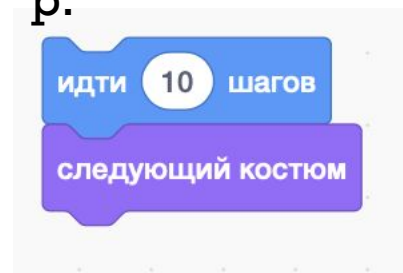 р.
идти 10 шагов
следующий костюм